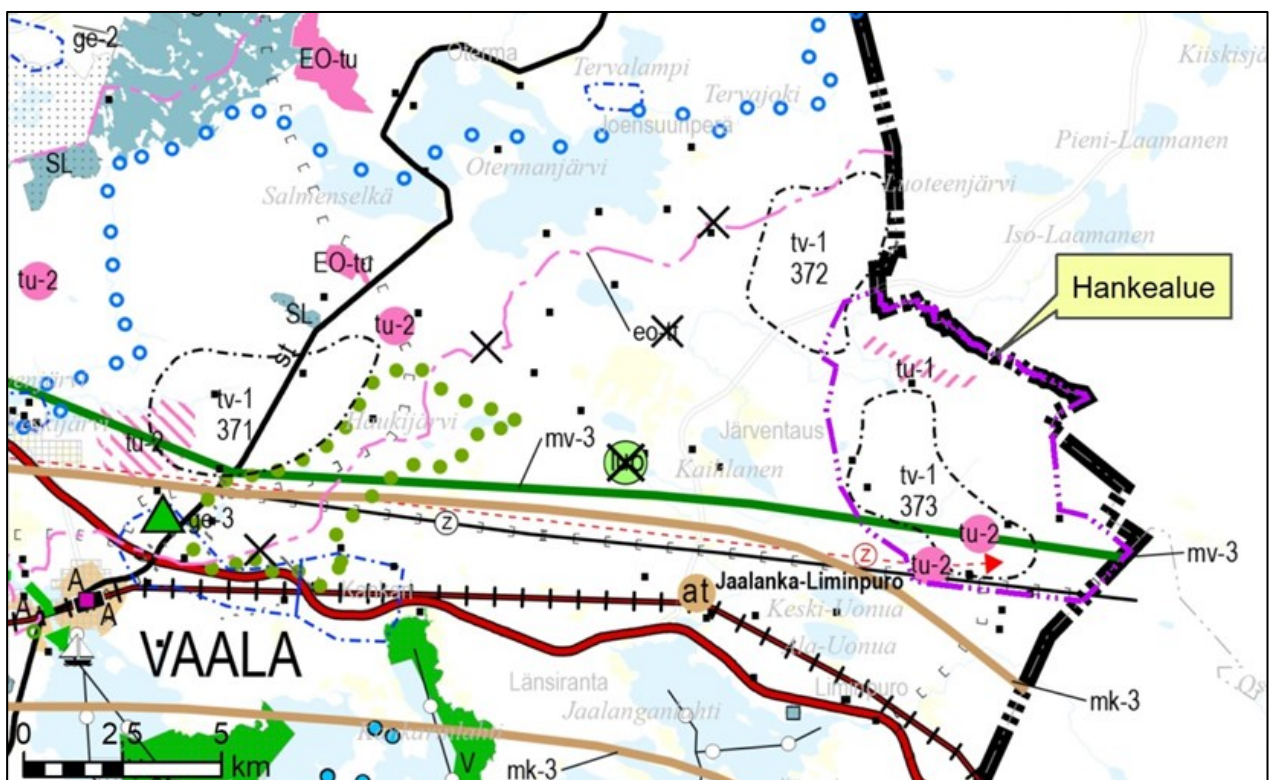 ge-2
EO-tu
Oterma
Tervalampi
Tervajoki
Joensuunperä
Pieni-Laamanen
SL
Otermanjärvi
Salmenselkä
Luoteenjärvi
Iso-Laamanen
tv-1
372
tu-2
EO-tu
SL
tu-2
Hankealue
st
tu-1
tv-1
371
Haukijärvi
tu-2
mv-3
Järventaus
Kaihlanen
tv-1
373
ge-3
z
z
tu-2
tu-2
mv-3
A
A
A
Kankari
at
Jaalanka-Liminpuro
Keski-Uonua
Ala-Uonua
VAALA
Länsiranta
Liminpuro
Jaalanganlahti
mk-3
0 2,5 5
km
V
mk-3